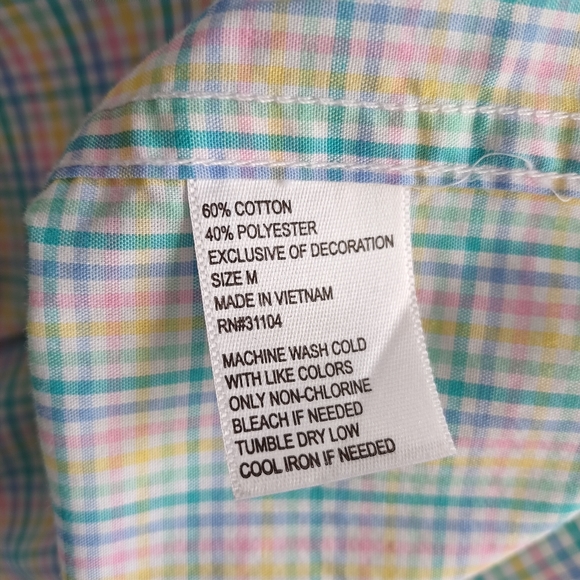 60% COTTON
40% POLYESTER
EXCLUSIVE OF DECORATION
SIZE M
MADE IN VIETNAM
RN#31104
MACHINE WASH COLD
WITH LIKE COLORS
ONLY NON-CHLORINE
BLEACH IF NEEDED
TUMBLE DRY LOW
COOL IRON IF NEEDED